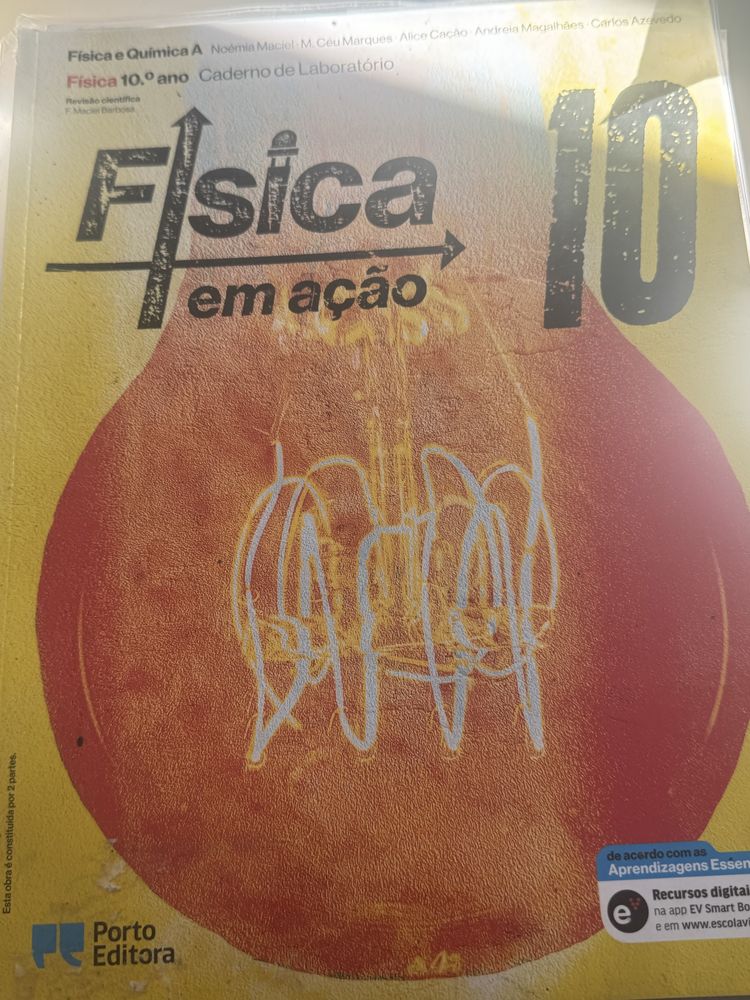 Física e Química A Noémia Maciel · M. Céu Marques · Alice Cação · Andreia Magalhães · Carlos Azevedo
Física 10.º ano Caderno de Laboratório
Revisão científica
F. Maciel Barbosa
10
Física
em ação
Esta obra é constituída por 2 partes.
de acordo com as
Aprendizagens Essen
e
Recursos digitai
na app EV Smart Bo
e em www.escolavi
Porto
Editora